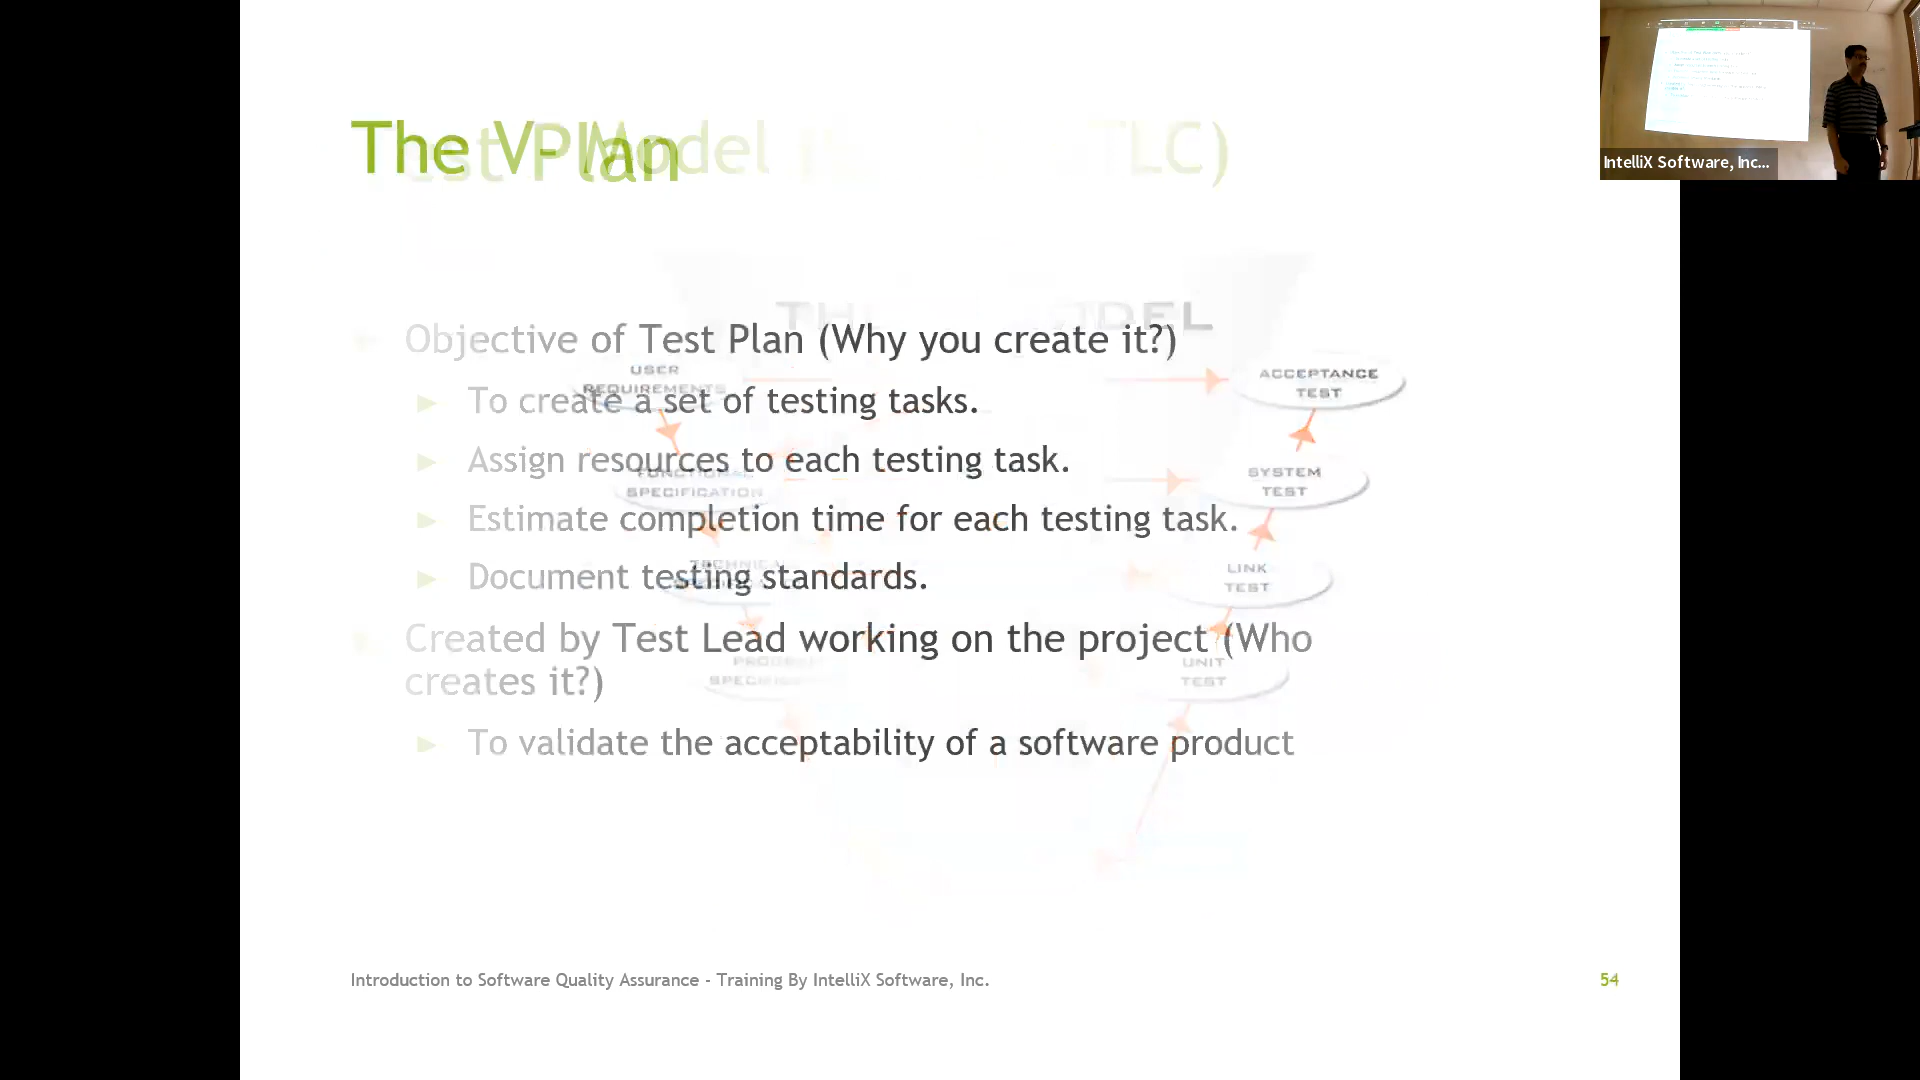 The V- Model
Test Plan
TLC)
Objective of Test Plan (Why you create it?)
To create a set of testing tasks.
Assign resources to each testing task.
Estimate completion time for each testing task.
Document testing standards.
Created by Test Lead working on the project (Who
creates it?)
To validate the acceptability of a software product
USER
REQUIREMENTS
ACCEPTANCE
TEST
FUNCTIONAL
SPECIFICATION
SYSTEM
TEST
LINK
TEST
UNIT
TEST
Introduction to Software Quality Assurance - Training By IntelliX Software, Inc.
54
IntelliX Software, Inc...